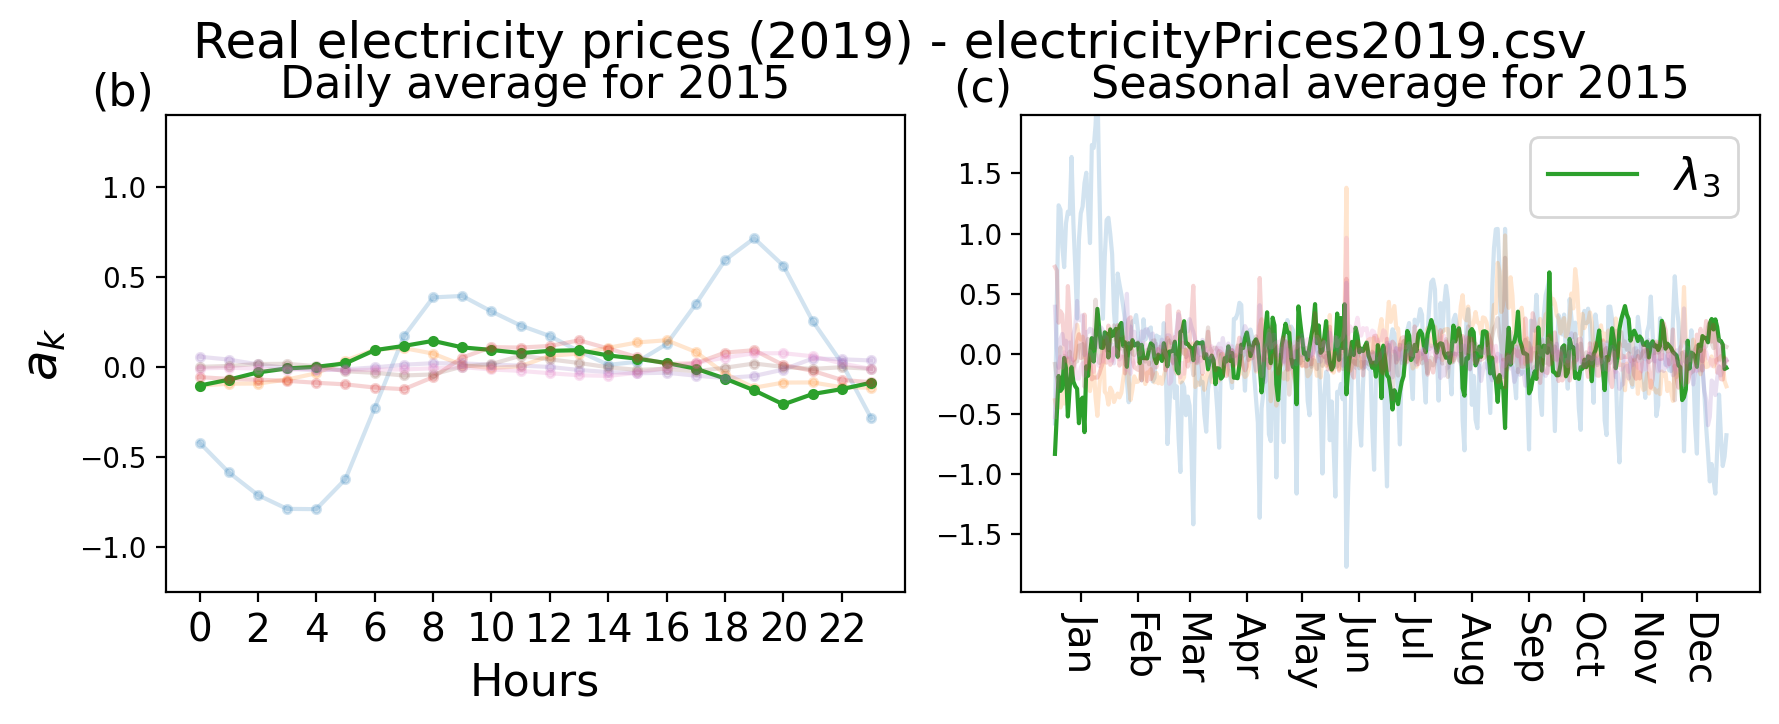 Real electricity prices (2019) - electricityPrices2019.csv
(b) Daily average for 2015
(c) Seasonal average for 2015
1.0
0.5
0.0
−0.5
−1.0
a_k
0 2 4 6 8 10 12 14 16 18 20 22
Hours
1.5
1.0
0.5
0.0
−0.5
−1.0
−1.5
λ₃
Jan Feb Mar Apr May Jun Jul Aug Sep Oct Nov Dec